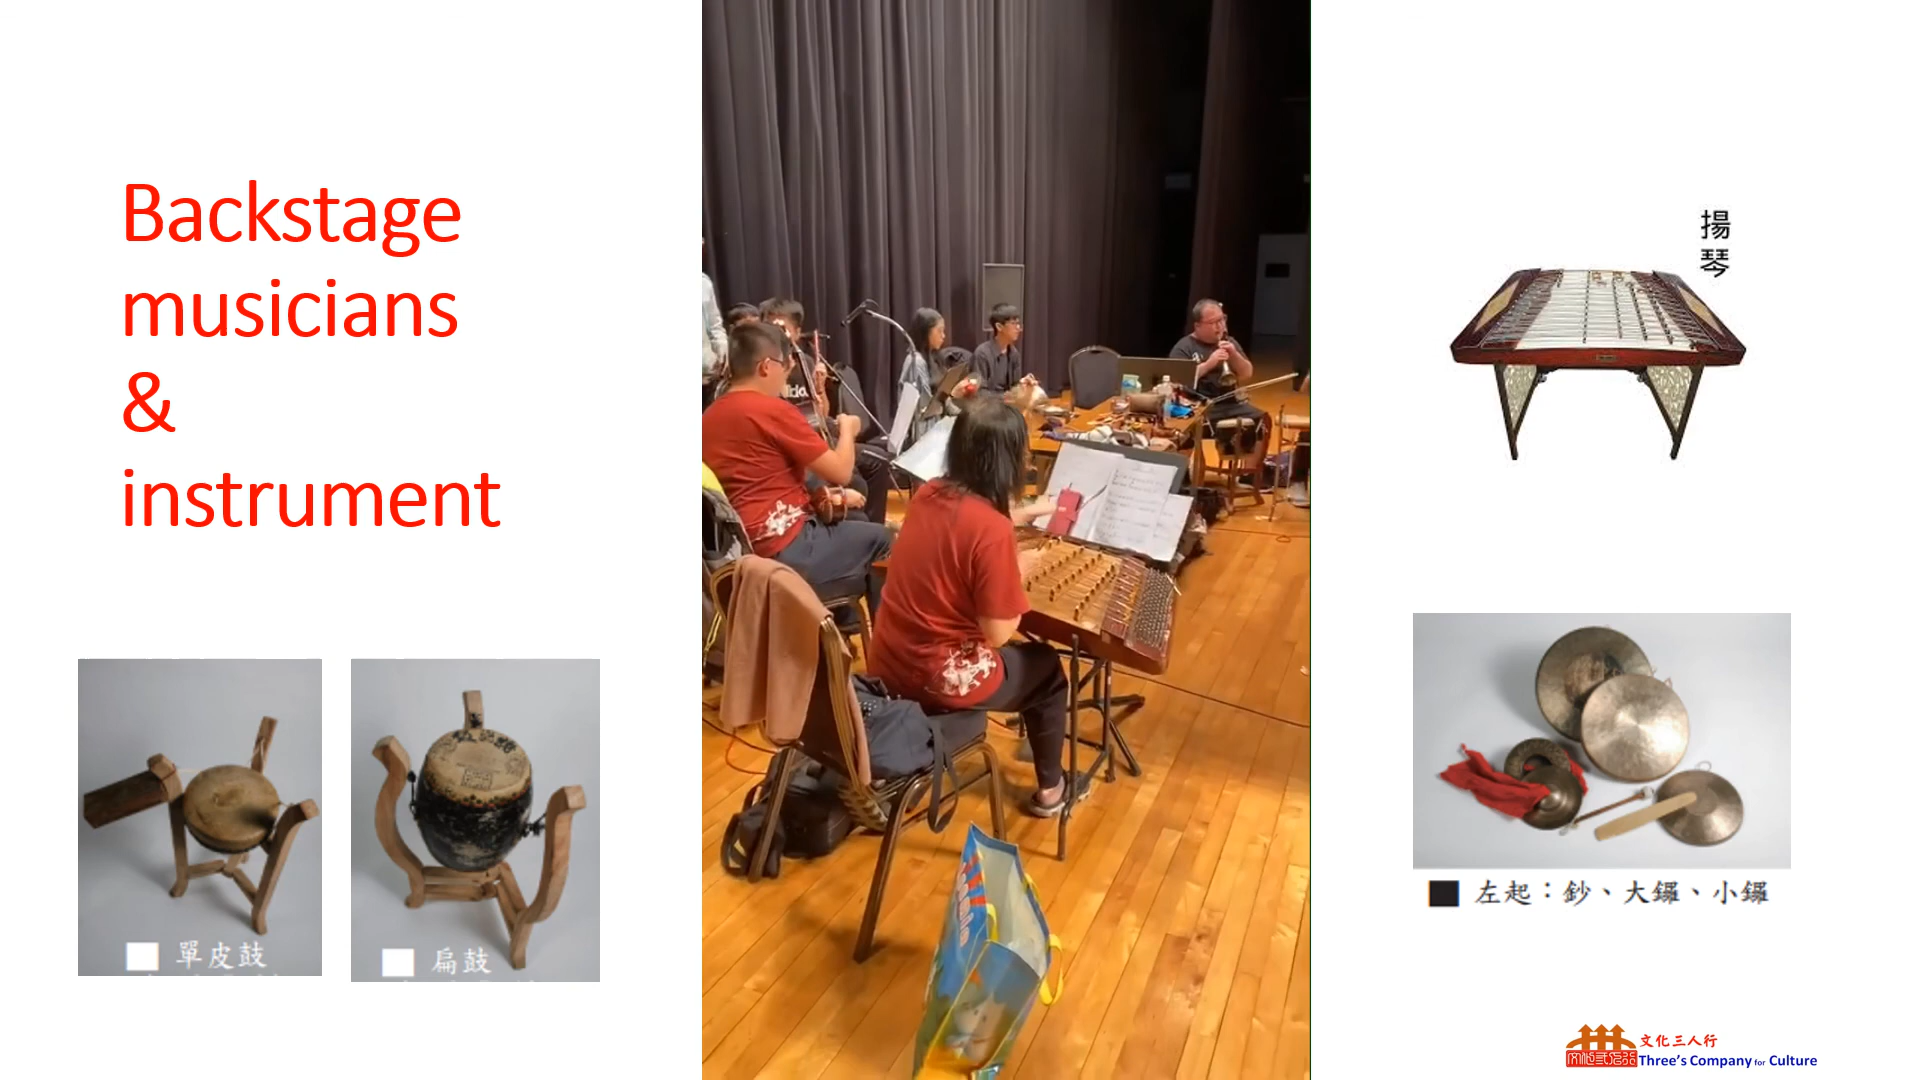 Backstage
musicians
&
instrument
揚
琴
單皮鼓
扁鼓
左起：鈔、大鑼、小鑼
文化三人行
Three's Company for Culture